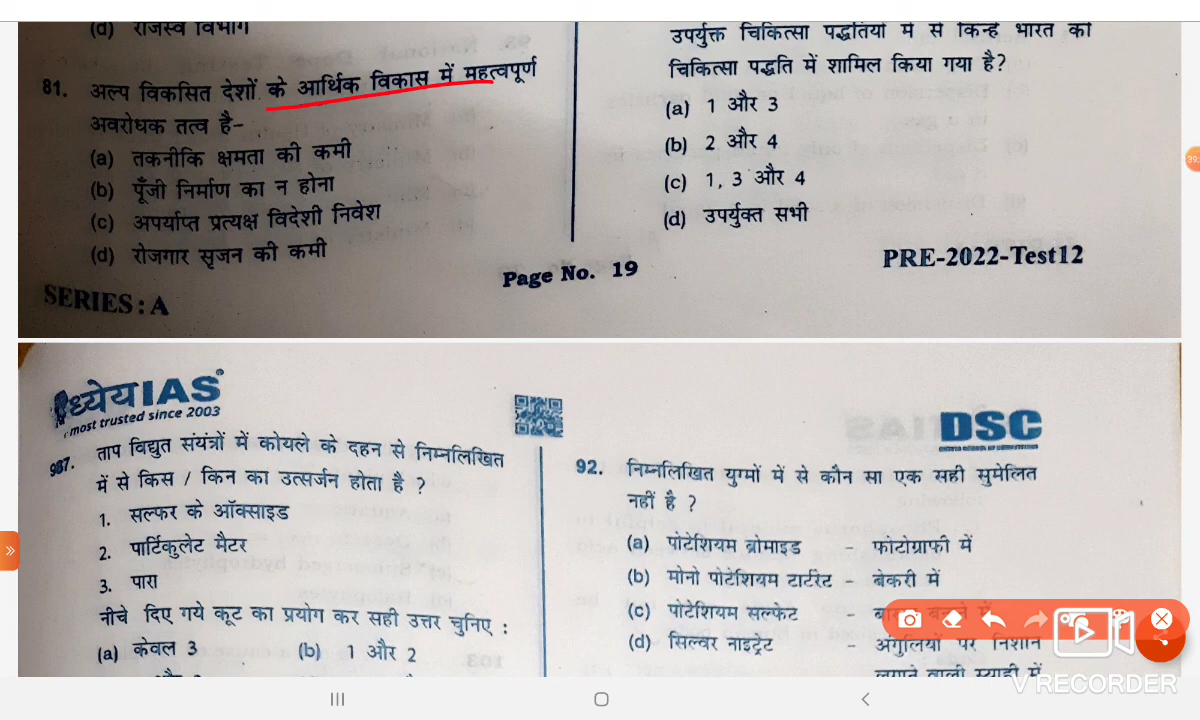 (d) राजस्व विभाग
81. अल्प विकसित देशों के आर्थिक विकास में महत्वपूर्ण
अवरोधक तत्व है–
(a) तकनीकि क्षमता की कमी
(b) पूँजी निर्माण का न होना
(c) अपर्याप्त प्रत्यक्ष विदेशी निवेश
(d) रोजगार सृजन की कमी
SERIES : A
उपर्युक्त चिकित्सा पद्धतियों में से किन्हें भारत की
चिकित्सा पद्धति में शामिल किया गया है?
(a) 1 और 3
(b) 2 और 4
(c) 1, 3 और 4
(d) उपर्युक्त सभी
Page No. 19
PRE-2022-Test12
ध्येय IAS
most trusted since 2003
DSC
ताप विद्युत संयंत्रों में कोयले के दहन से निम्नलिखित
में से किस / किन का उत्सर्जन होता है ?
1. सल्फर के ऑक्साइड
2. पार्टिकुलेट मैटर
3. पारा
नीचे दिए गये कूट का प्रयोग कर सही उत्तर चुनिए :
(a) केवल 3
(b) 1 और 2
92. निम्नलिखित युग्मों में से कौन सा एक सही सुमेलित
नहीं है ?
(a) पोटेशियम ब्रोमाइड – फोटोग्राफी में
(b) मोनो पोटेशियम टार्टरेट – बेकरी में
(c) पोटेशियम सल्फेट – में
(d) सिल्वर नाइट्रेट – अंगुलियों पर निशान
लगाने वाली स्याही में
V RECORDER